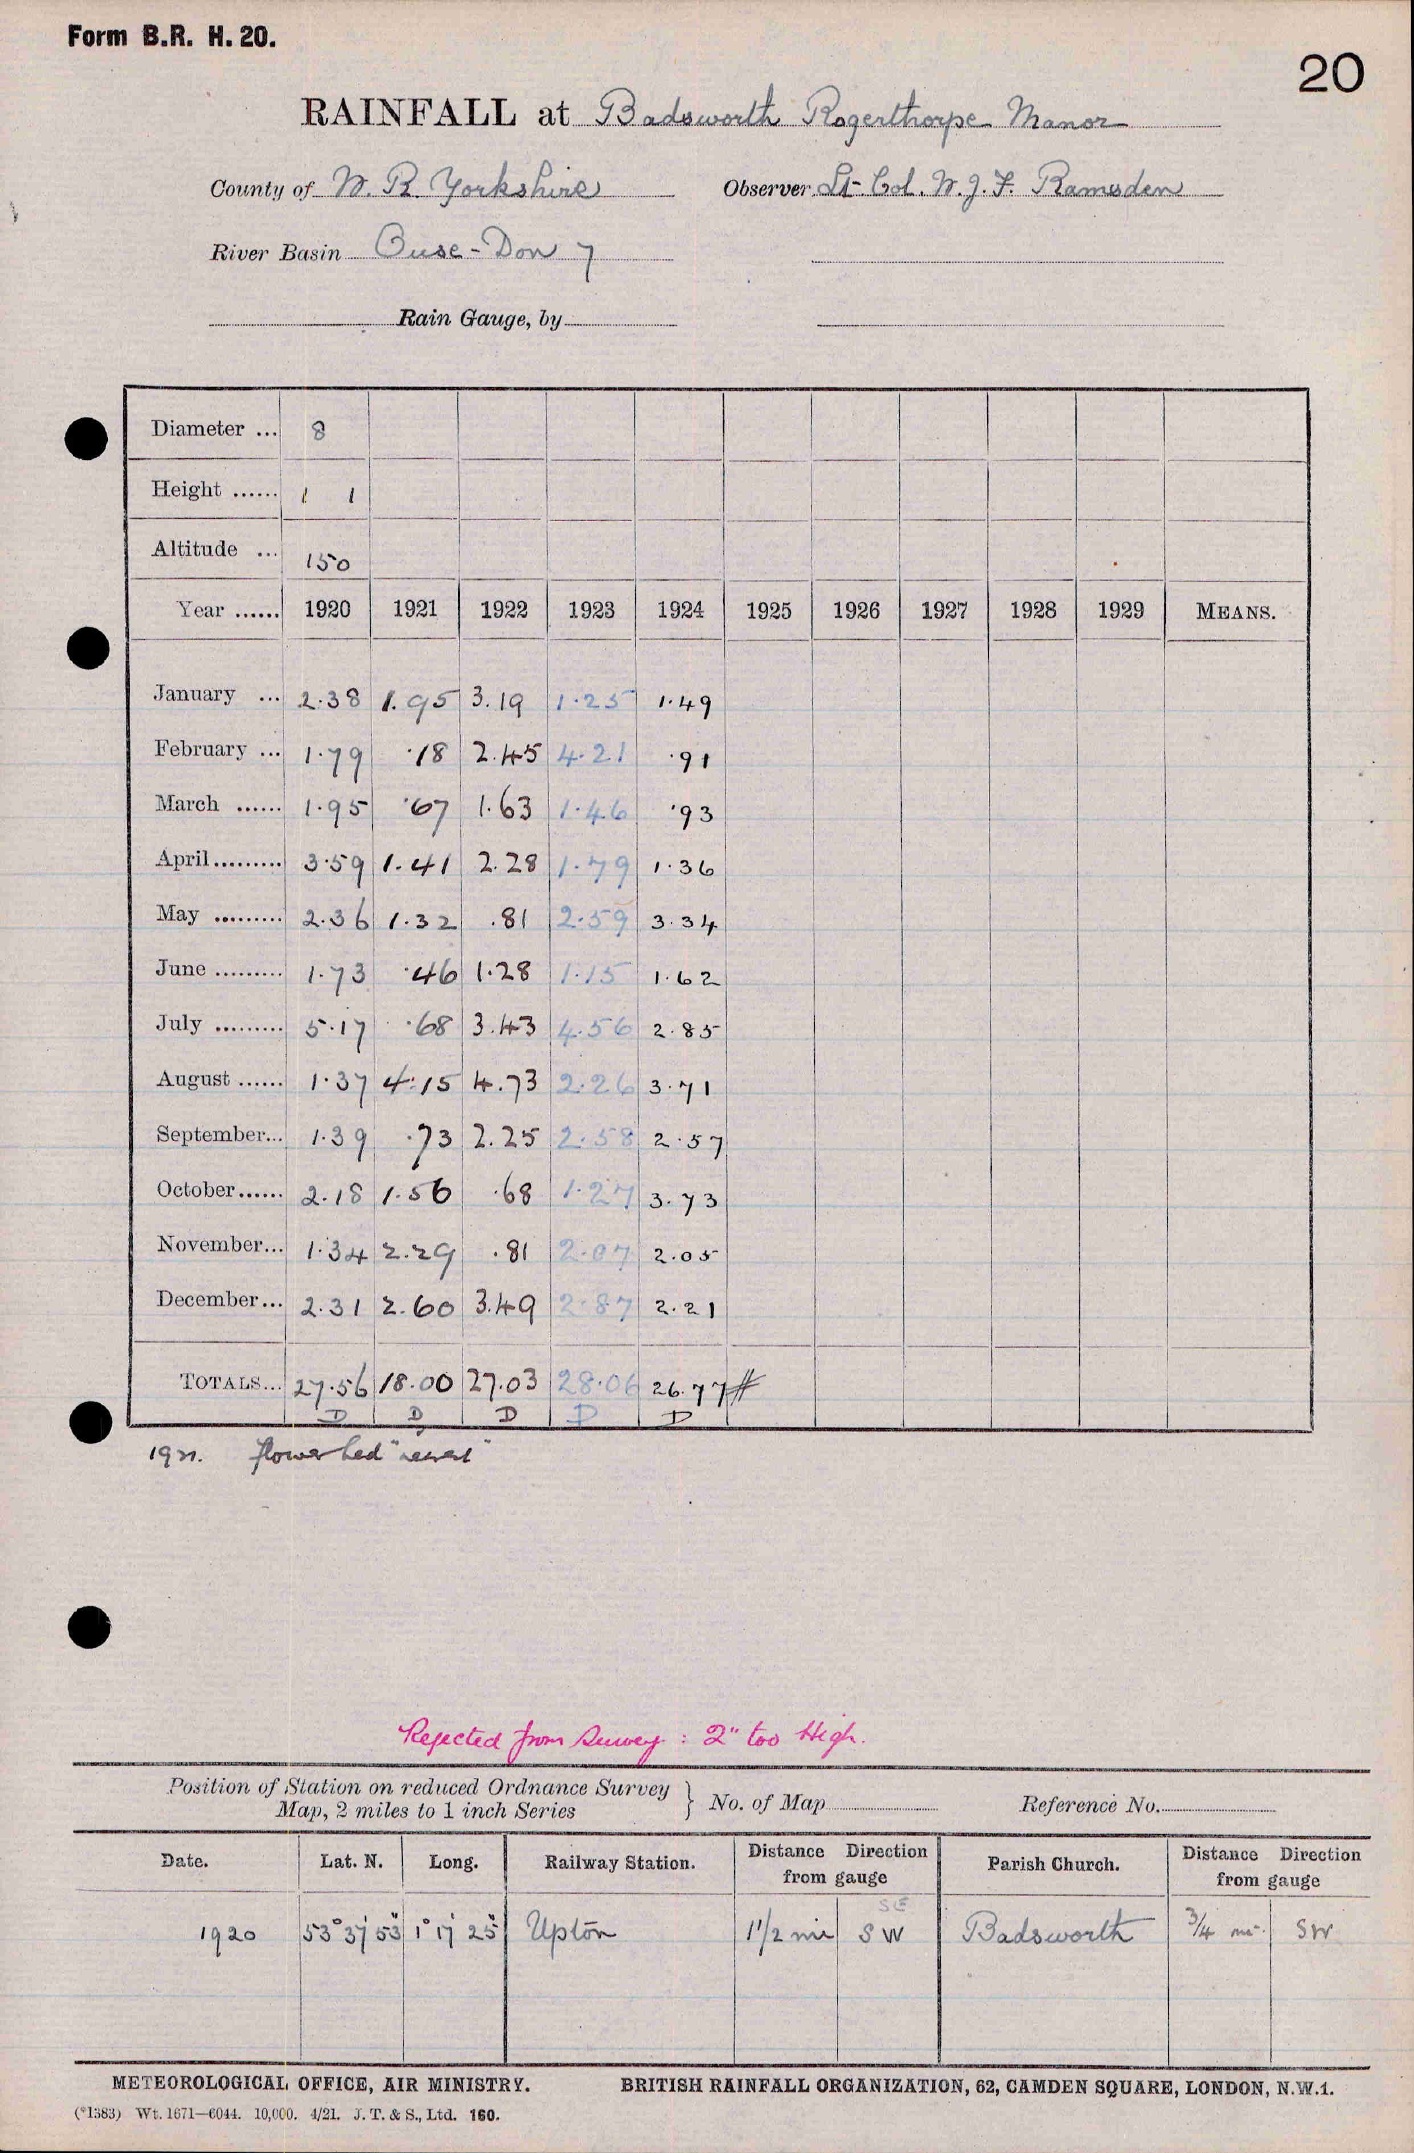 Form B.R. H. 20.
20
RAINFALL at Badsworth Rogerthorpe Manor
County of W. R. Yorkshire Observer Lt-Col. W. J. F. Ramsden
River Basin Ouse-Don 7
Rain Gauge, by
Diameter ... 8
Height ...... 1 1
Altitude ... 150
Year ...... 1920 1921 1922 1923 1924 1925 1926 1927 1928 1929 MEANS.
January ... 2.38 1.95 3.19 1.25 1.49
February ... 1.79 .18 2.45 4.21 .91
March ...... 1.95 .67 1.63 1.46 .93
April......... 3.59 1.41 2.28 1.79 1.36
May ......... 2.36 1.32 .81 2.59 3.34
June ......... 1.73 .46 1.28 1.15 1.62
July ......... 5.17 .68 3.43 4.56 2.85
August ...... 1.37 4.15 4.73 2.26 3.71
September... 1.39 .73 2.25 2.58 2.57
October...... 2.18 1.56 .68 1.27 3.73
November... 1.34 2.29 .81 2.07 2.05
December... 2.31 2.60 3.49 2.87 2.21
TOTALS... 27.56 18.00 27.03 28.06 26.77 #
D D D D D
1921. flower bed
Rejected from Survey : 2" too High.
Position of Station on reduced Ordnance Survey
Map, 2 miles to 1 inch Series } No. of Map Reference No.
Date. Lat. N. Long. Railway Station. Distance Direction from gauge Parish Church. Distance Direction from gauge
SE
1920 53° 37' 53" 1° 17' 25" Upton 1 1/2 mi SW Badsworth 3/4 mi. SW
METEOROLOGICAL OFFICE, AIR MINISTRY. BRITISH RAINFALL ORGANIZATION, 62, CAMDEN SQUARE, LONDON, N.W.1.
(*1383) Wt. 1671—6044. 10,000. 4/21. J. T. & S., Ltd. 160.